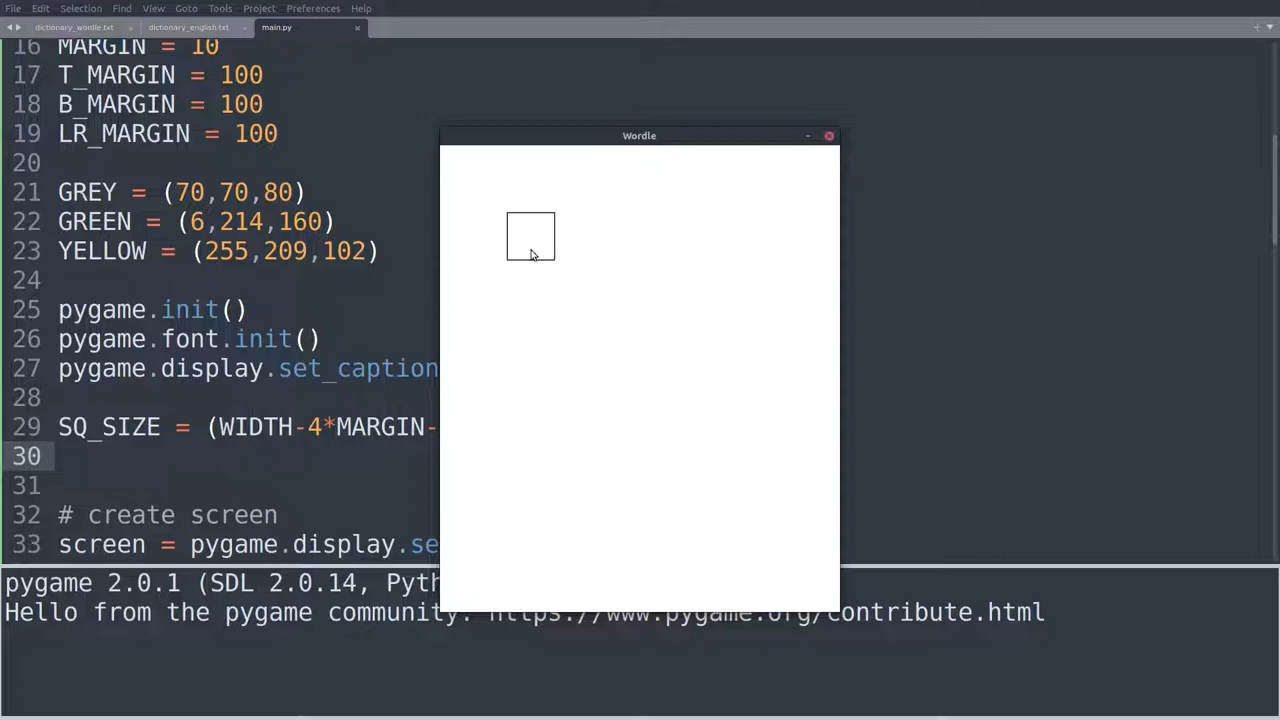 File Edit Selection Find View Goto Tools Project Preferences Help
dictionary_wordle.txt × dictionary_english.txt × main.py ×
16 MARGIN = 10
17 T_MARGIN = 100
18 B_MARGIN = 100
19 LR_MARGIN = 100
20
21 GREY = (70,70,80)
22 GREEN = (6,214,160)
23 YELLOW = (255,209,102)
24
25 pygame.init()
26 pygame.font.init()
27 pygame.display.set_caption
28
29 SQ_SIZE = (WIDTH-4*MARGIN-
30
31
32 # create screen
33 screen = pygame.display.se
Wordle
pygame 2.0.1 (SDL 2.0.14, Pyth
Hello from the pygame community. https://www.pygame.org/contribute.html